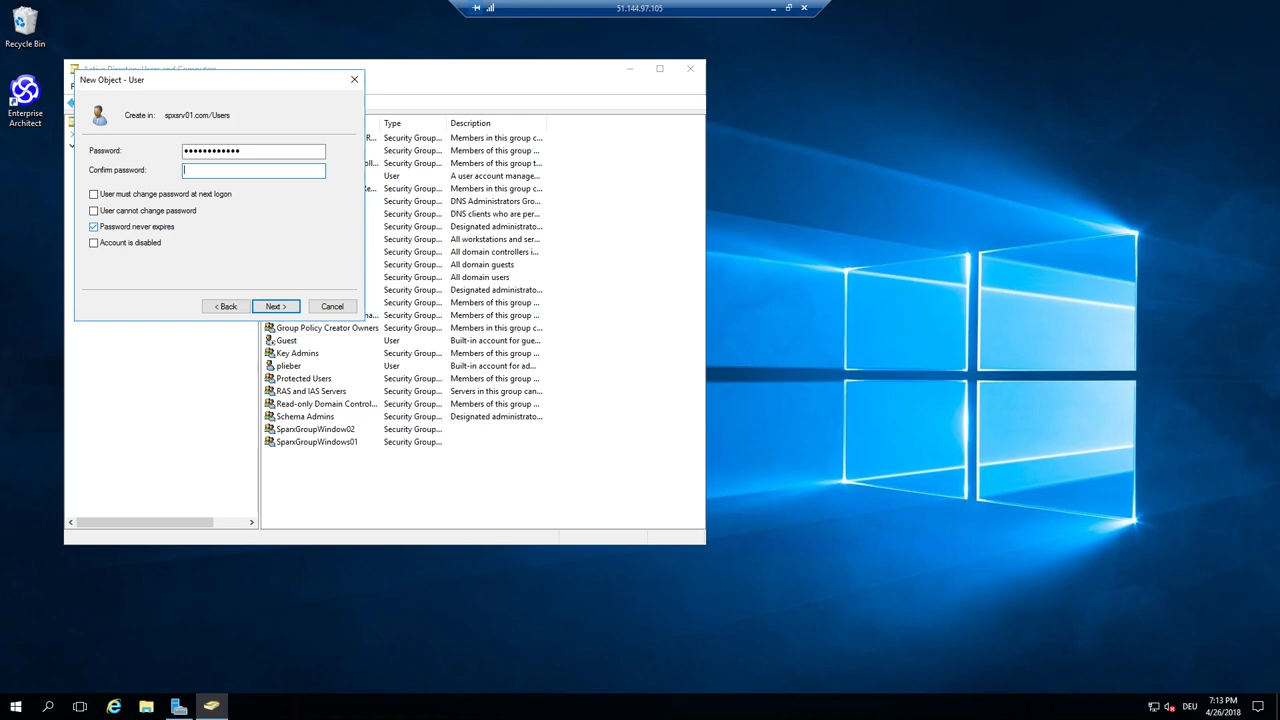 51.144.97.105
Recycle Bin
Enterprise
Architect
Active Directory Users and Computers
New Object - User
Create in: spxsrv01.com/Users
Password: ••••••••••••
Confirm password:
User must change password at next logon
User cannot change password
Password never expires
Account is disabled
< Back Next > Cancel
Type Description
Security Group... Members in this group c...
Security Group... Members of this group ...
Security Group... Members of this group t...
User A user account manage...
Security Group... Members in this group c...
Security Group... DNS Administrators Gro...
Security Group... DNS clients who are per...
Security Group... Designated administrato...
Security Group... All workstations and ser...
Security Group... All domain controllers i...
Security Group... All domain guests
Security Group... All domain users
Security Group... Designated administrato...
Security Group... Members of this group ...
Security Group... Members in this group c...
Group Policy Creator Owners Security Group... Members in this group c...
Guest User Built-in account for gue...
Key Admins Security Group... Members of this group ...
plieber User Built-in account for ad...
Protected Users Security Group... Members of this group ...
RAS and IAS Servers Security Group... Servers in this group can...
Read-only Domain Control... Security Group... Members of this group ...
Schema Admins Security Group... Designated administrato...
SparxGroupWindow02 Security Group...
SparxGroupWindows01 Security Group...
DEU
7:13 PM
4/26/2018